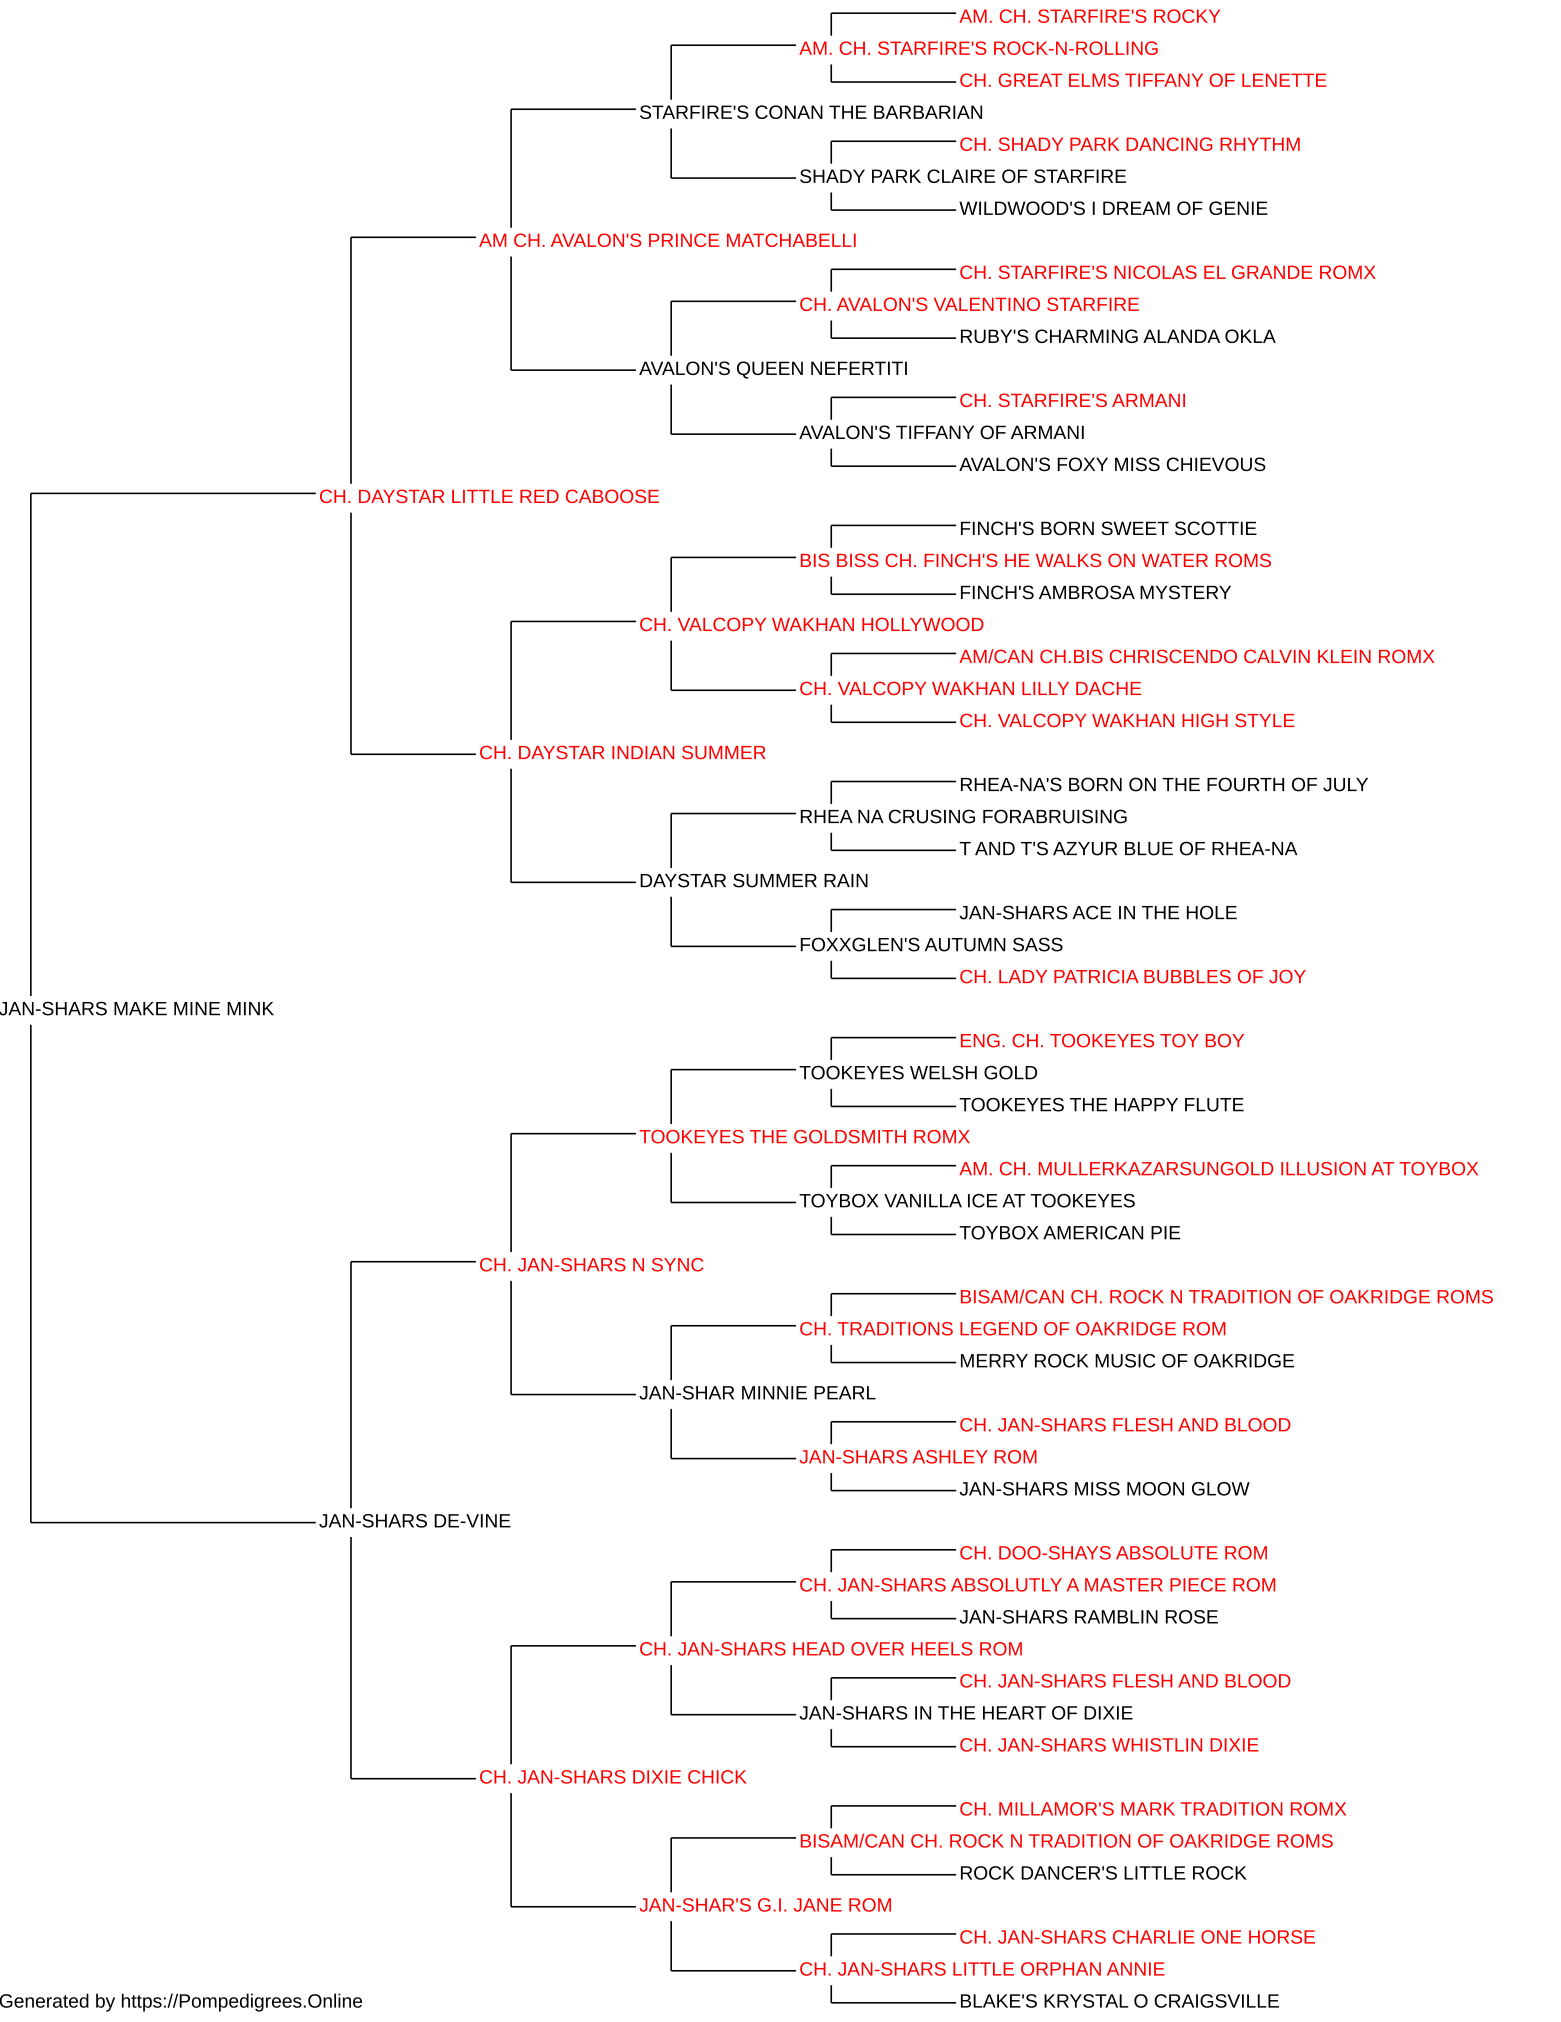 AM. CH. STARFIRE'S ROCKY
AM. CH. STARFIRE'S ROCK-N-ROLLING
CH. GREAT ELMS TIFFANY OF LENETTE
STARFIRE'S CONAN THE BARBARIAN
CH. SHADY PARK DANCING RHYTHM
SHADY PARK CLAIRE OF STARFIRE
WILDWOOD'S I DREAM OF GENIE
AM CH. AVALON'S PRINCE MATCHABELLI
CH. STARFIRE'S NICOLAS EL GRANDE ROMX
CH. AVALON'S VALENTINO STARFIRE
RUBY'S CHARMING ALANDA OKLA
AVALON'S QUEEN NEFERTITI
CH. STARFIRE'S ARMANI
AVALON'S TIFFANY OF ARMANI
AVALON'S FOXY MISS CHIEVOUS
CH. DAYSTAR LITTLE RED CABOOSE
FINCH'S BORN SWEET SCOTTIE
BIS BISS CH. FINCH'S HE WALKS ON WATER ROMS
FINCH'S AMBROSA MYSTERY
CH. VALCOPY WAKHAN HOLLYWOOD
AM/CAN CH.BIS CHRISCENDO CALVIN KLEIN ROMX
CH. VALCOPY WAKHAN LILLY DACHE
CH. VALCOPY WAKHAN HIGH STYLE
CH. DAYSTAR INDIAN SUMMER
RHEA-NA'S BORN ON THE FOURTH OF JULY
RHEA NA CRUSING FORABRUISING
T AND T'S AZYUR BLUE OF RHEA-NA
DAYSTAR SUMMER RAIN
JAN-SHARS ACE IN THE HOLE
FOXXGLEN'S AUTUMN SASS
CH. LADY PATRICIA BUBBLES OF JOY
JAN-SHARS MAKE MINE MINK
ENG. CH. TOOKEYES TOY BOY
TOOKEYES WELSH GOLD
TOOKEYES THE HAPPY FLUTE
TOOKEYES THE GOLDSMITH ROMX
AM. CH. MULLERKAZARSUNGOLD ILLUSION AT TOYBOX
TOYBOX VANILLA ICE AT TOOKEYES
TOYBOX AMERICAN PIE
CH. JAN-SHARS N SYNC
BISAM/CAN CH. ROCK N TRADITION OF OAKRIDGE ROMS
CH. TRADITIONS LEGEND OF OAKRIDGE ROM
MERRY ROCK MUSIC OF OAKRIDGE
JAN-SHAR MINNIE PEARL
CH. JAN-SHARS FLESH AND BLOOD
JAN-SHARS ASHLEY ROM
JAN-SHARS MISS MOON GLOW
JAN-SHARS DE-VINE
CH. DOO-SHAYS ABSOLUTE ROM
CH. JAN-SHARS ABSOLUTLY A MASTER PIECE ROM
JAN-SHARS RAMBLIN ROSE
CH. JAN-SHARS HEAD OVER HEELS ROM
CH. JAN-SHARS FLESH AND BLOOD
JAN-SHARS IN THE HEART OF DIXIE
CH. JAN-SHARS WHISTLIN DIXIE
CH. JAN-SHARS DIXIE CHICK
CH. MILLAMOR'S MARK TRADITION ROMX
BISAM/CAN CH. ROCK N TRADITION OF OAKRIDGE ROMS
ROCK DANCER'S LITTLE ROCK
JAN-SHAR'S G.I. JANE ROM
CH. JAN-SHARS CHARLIE ONE HORSE
CH. JAN-SHARS LITTLE ORPHAN ANNIE
BLAKE'S KRYSTAL O CRAIGSVILLE
Generated by https://Pompedigrees.Online